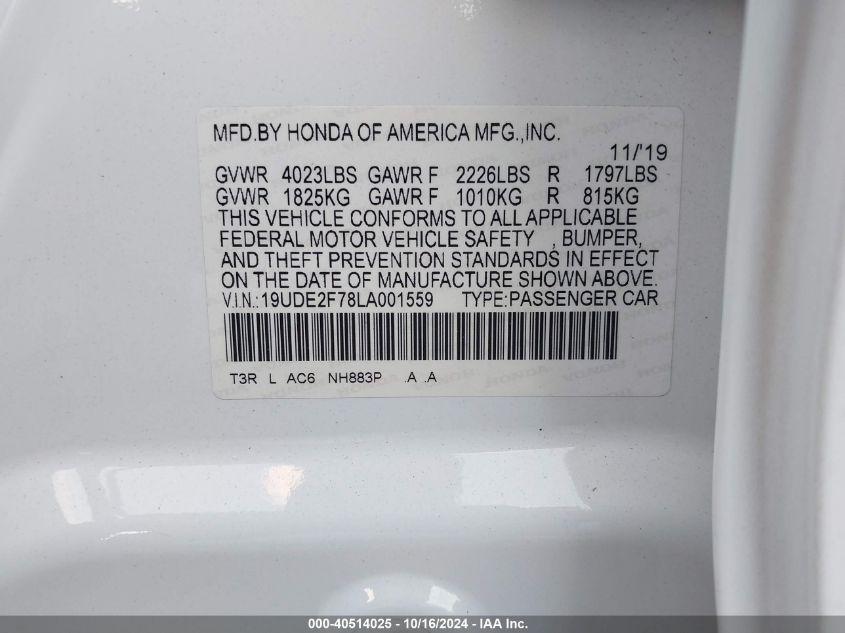 MFD.BY HONDA OF AMERICA MFG.,INC.
11/'19
GVWR 4023LBS GAWR F 2226LBS R 1797LBS
GVWR 1825KG GAWR F 1010KG R 815KG
THIS VEHICLE CONFORMS TO ALL APPLICABLE
FEDERAL MOTOR VEHICLE SAFETY , BUMPER,
AND THEFT PREVENTION STANDARDS IN EFFECT
ON THE DATE OF MANUFACTURE SHOWN ABOVE.
V.I.N.:19UDE2F78LA001559 TYPE:PASSENGER CAR
T3R L AC6 NH883P .A .A
000-40514025 - 10/16/2024 - IAA Inc.